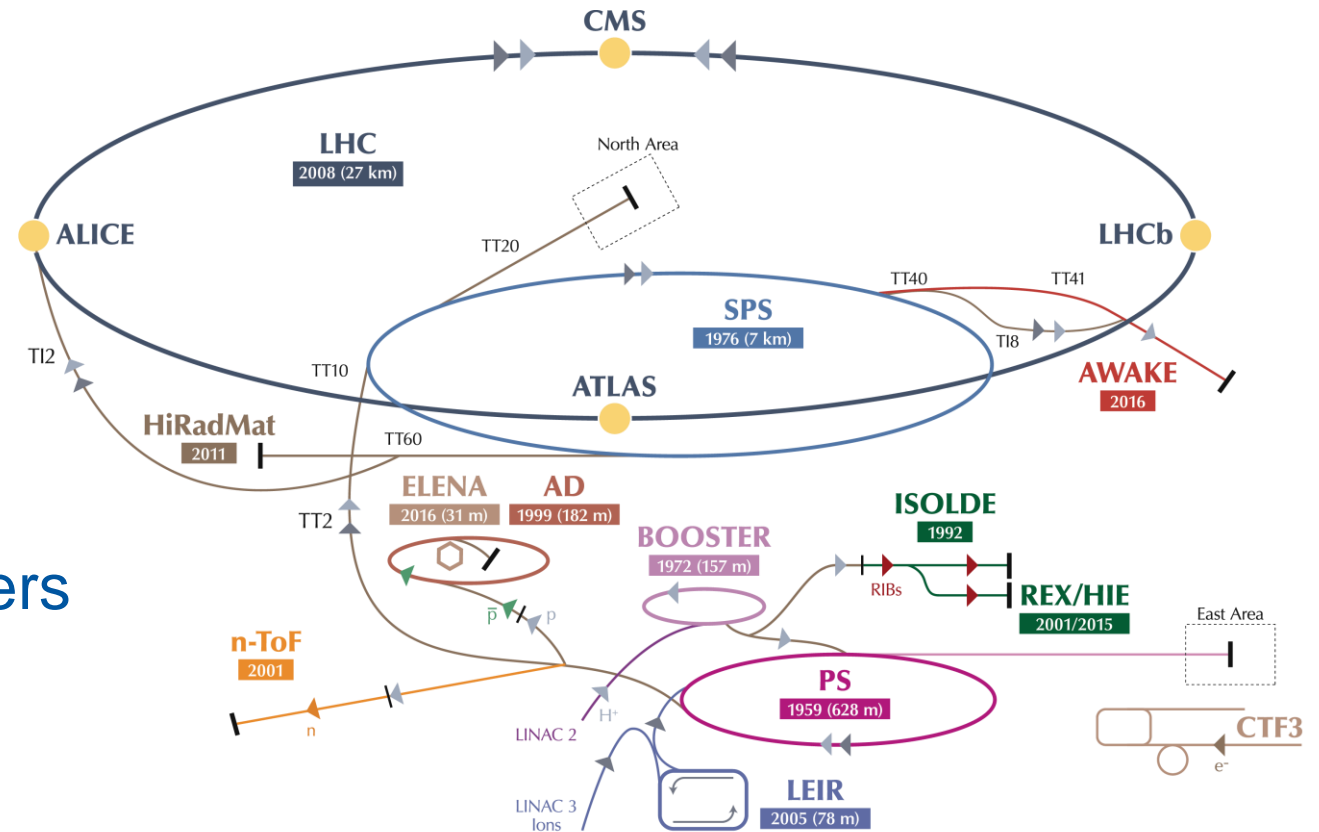 CMS
LHC
2008 (27 km)
North Area
ALICE
LHCb
TT20
TT40
TT41
SPS
1976 (7 km)
TI8
TI2
TT10
ATLAS
AWAKE
2016
HiRadMat
2011
TT60
ELENA
2016 (31 m)
AD
1999 (182 m)
TT2
ISOLDE
1992
BOOSTER
1972 (157 m)
RIBs
REX/HIE
2001/2015
ers
p̅
p
East Area
n-ToF
2001
PS
1959 (628 m)
H⁺
n
LINAC 2
CTF3
e⁻
LEIR
2005 (78 m)
LINAC 3
Ions